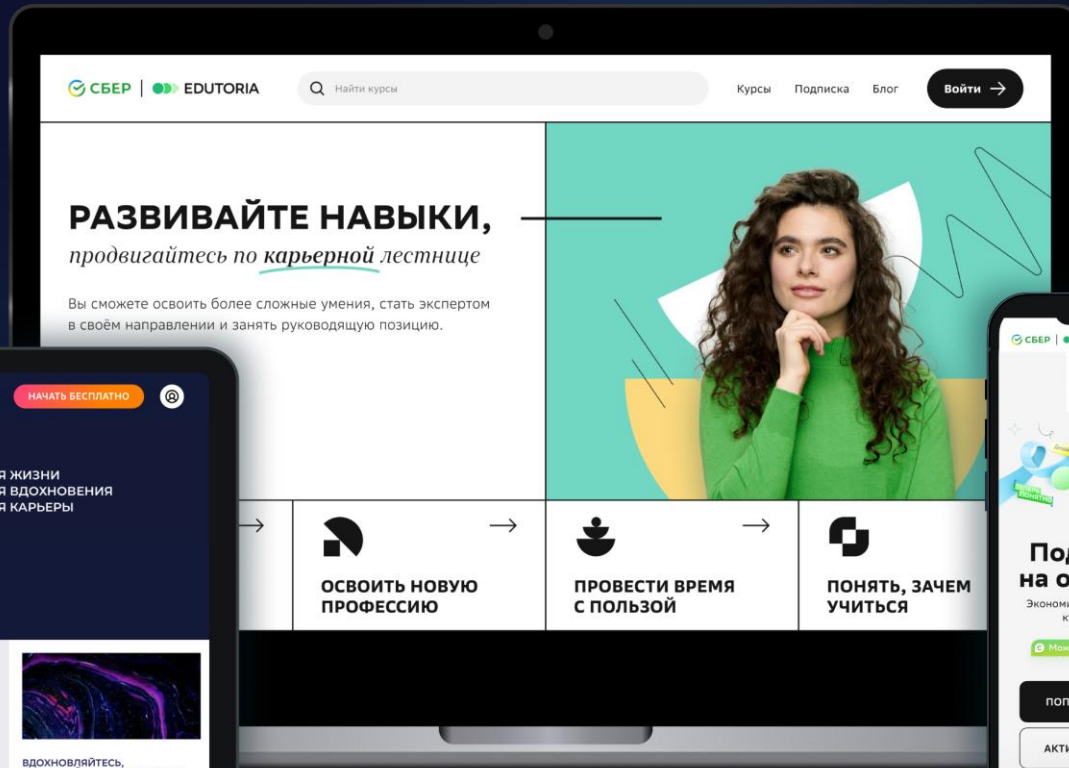 СБЕР | EDUTORIA
Найти курсы
Курсы Подписка Блог
Войти →
РАЗВИВАЙТЕ НАВЫКИ,
продвигайтесь по карьерной лестнице
Вы сможете освоить более сложные умения, стать экспертом
в своём направлении и занять руководящую позицию.
ОСВОИТЬ НОВУЮ
ПРОФЕССИЮ
ПРОВЕСТИ ВРЕМЯ
С ПОЛЬЗОЙ
ПОНЯТЬ, ЗАЧЕМ
УЧИТЬСЯ
НАЧАТЬ БЕСПЛАТНО
Я ЖИЗНИ
Я ВДОХНОВЕНИЯ
Я КАРЬЕРЫ
ВДОХНОВЛЯЙТЕСЬ,
СБЕР
на